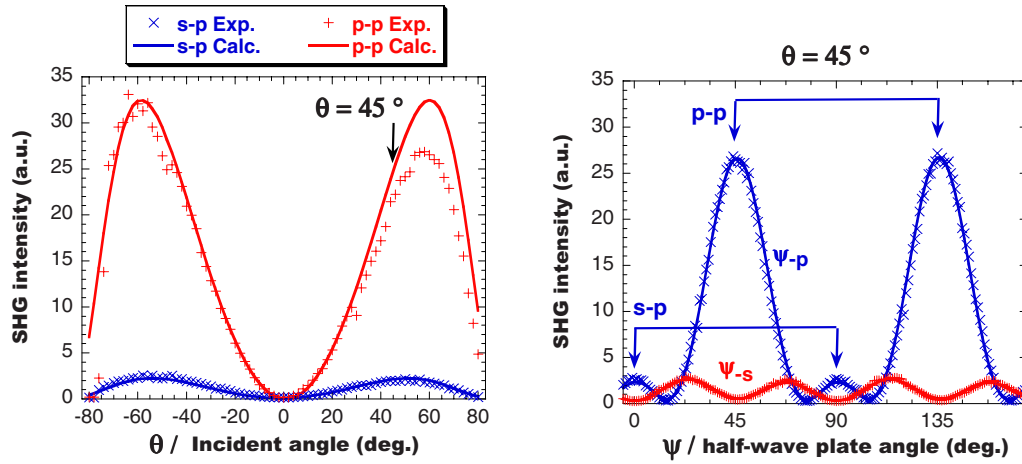 s-p Exp. p-p Exp.
s-p Calc. p-p Calc.
θ = 45 °
35
30
25
20
15
10
5
0
SHG intensity (a.u.)
θ = 45 °
-80 -60 -40 -20 0 20 40 60 80
θ / Incident angle (deg.)
35
30
25
20
15
10
5
0
SHG intensity (a.u.)
p-p
ψ-p
s-p
ψ-s
0 45 90 135
ψ / half-wave plate angle (deg.)